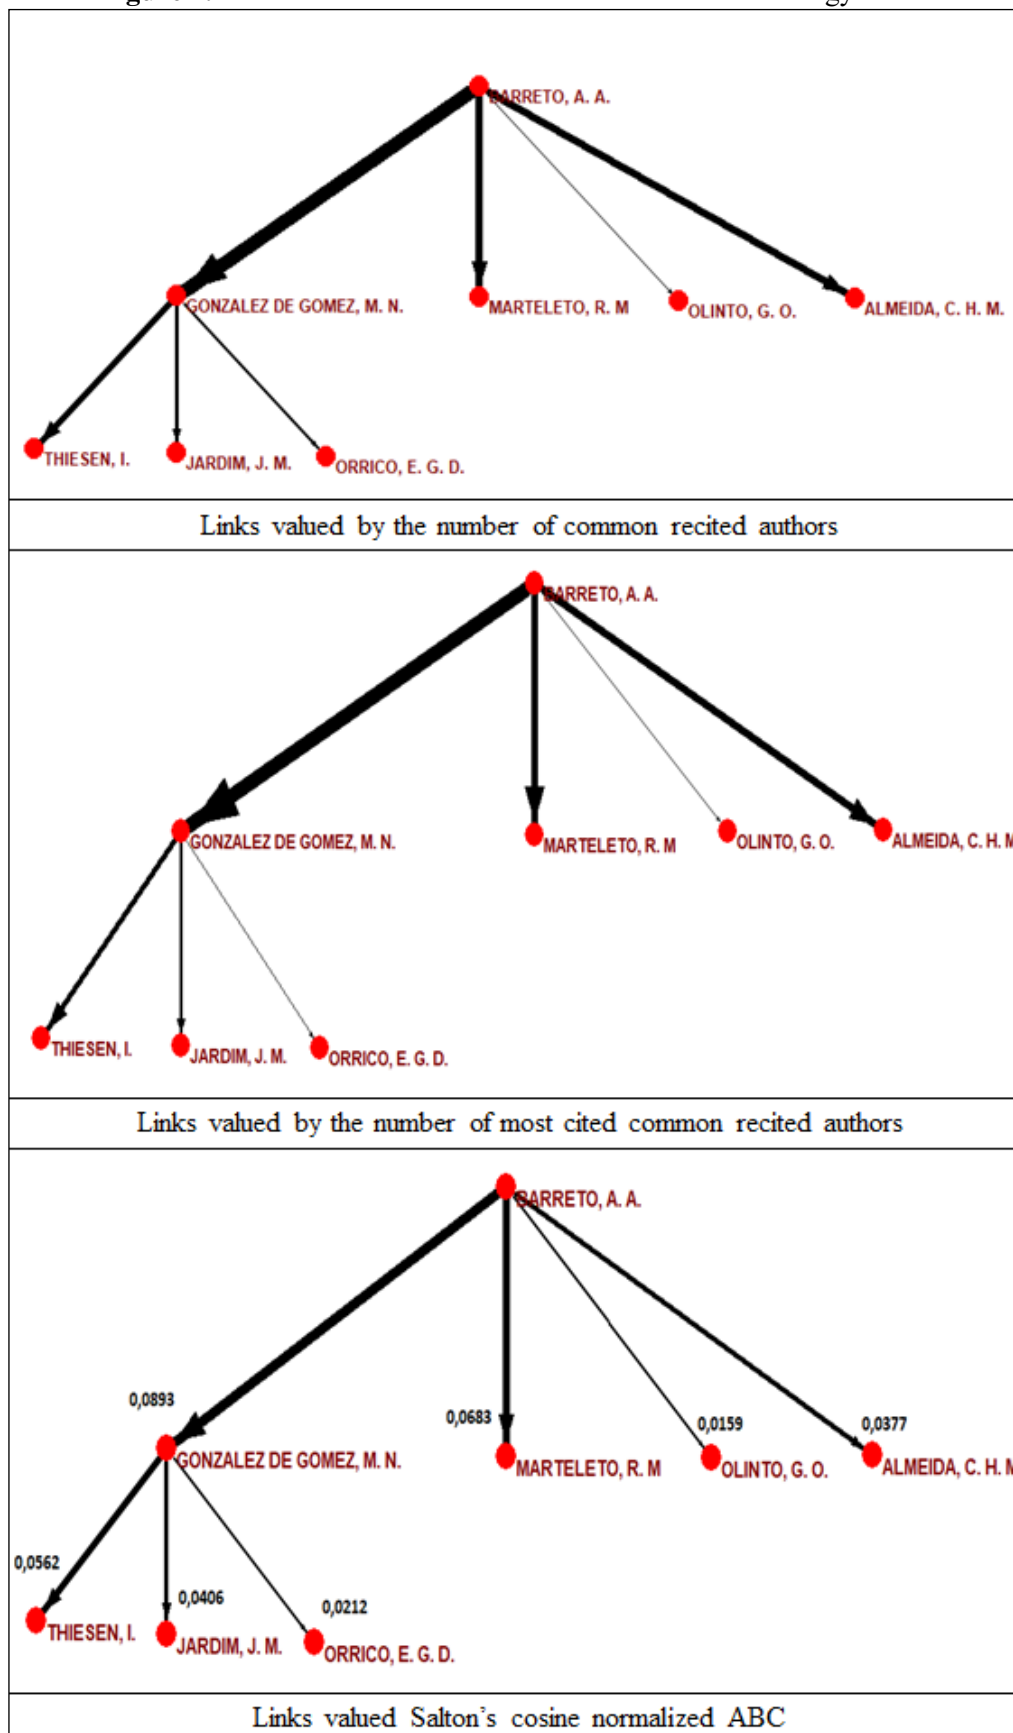 BARRETO, A. A.
GONZALEZ DE GOMEZ, M. N.
MARTELETO, R. M
OLINTO, G. O.
ALMEIDA, C. H. M.
THIESEN, I.
JARDIM, J. M.
ORRICO, E. G. D.
Links valued by the number of common recited authors
BARRETO, A. A.
GONZALEZ DE GOMEZ, M. N.
MARTELETO, R. M
OLINTO, G. O.
ALMEIDA, C. H. M
THIESEN, I.
JARDIM, J. M.
ORRICO, E. G. D.
Links valued by the number of most cited common recited authors
BARRETO, A. A.
0,0893
0,0683
0,0159
0,0377
GONZALEZ DE GOMEZ, M. N.
MARTELETO, R. M
OLINTO, G. O.
ALMEIDA, C. H. M
0,0562
0,0406
0,0212
THIESEN, I.
JARDIM, J. M.
ORRICO, E. G. D.
Links valued Salton's cosine normalized ABC